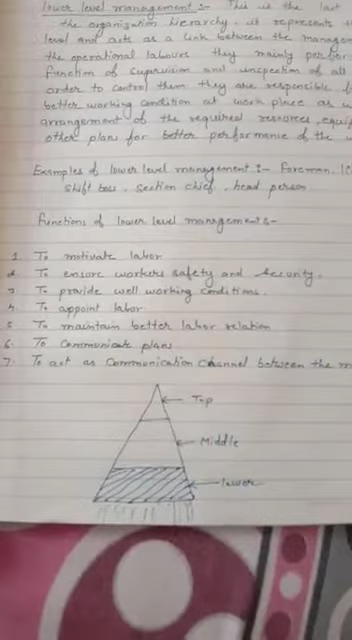 lower level management :- This is the last
the organization hierarchy. it represents th
level and acts as a link between the manage
the operational labours they mainly perfor
function of supervision and inspection of all
order to control them they are responsible f
better working condition at work place as w
arrangement of the required resources, equip
other plan for better performance of the
Examples of lower level management :- Foreman,
shift boss, section chief, head person
Functions of lower level managements:-
1. To motivate labor
2. To ensure workers safety and security.
3 To provide well working conditions.
4. To appoint labor
5 To maintain better labor relation
6. To communicate plans
7. To act as communication channel between the m
Top
Middle
lower